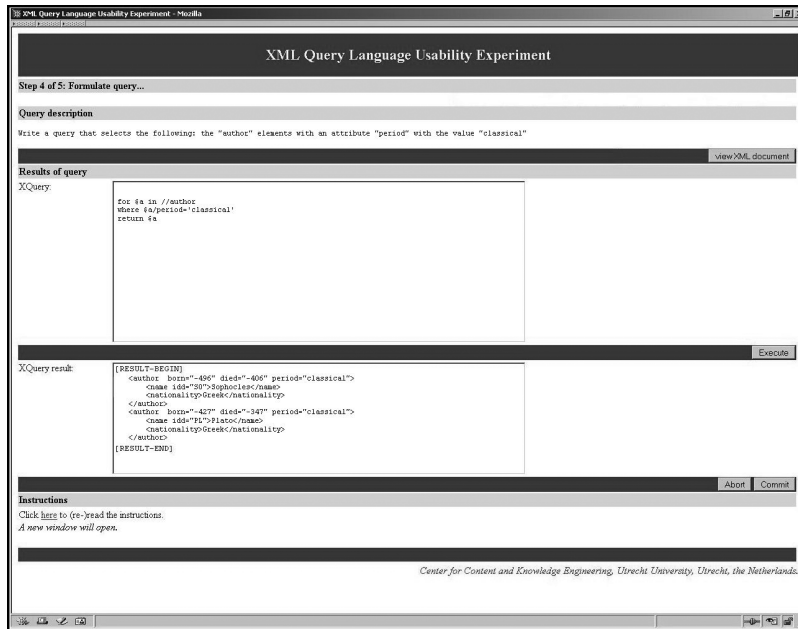 XML Query Language Usability Experiment - Mozilla
XML Query Language Usability Experiment
Step 4 of 5: Formulate query...
Query description
Write a query that selects the following: the "author" elements with an attribute "period" with the value "classical"
view XML document
Results of query
XQuery:
for $a in //author
where $a/period='classical'
return $a
Execute
XQuery result:
[RESULT-BEGIN]
<author born="-496" died="-406" period="classical">
<name idd="SO">Sophocles</name>
<nationality>Greek</nationality>
</author>
<author born="-427" died="-347" period="classical">
<name idd="PL">Plato</name>
<nationality>Greek</nationality>
</author>
[RESULT-END]
Abort Commit
Instructions
Click here to (re-)read the instructions.
A new window will open.
Center for Content and Knowledge Engineering, Utrecht University, Utrecht, the Netherlands.